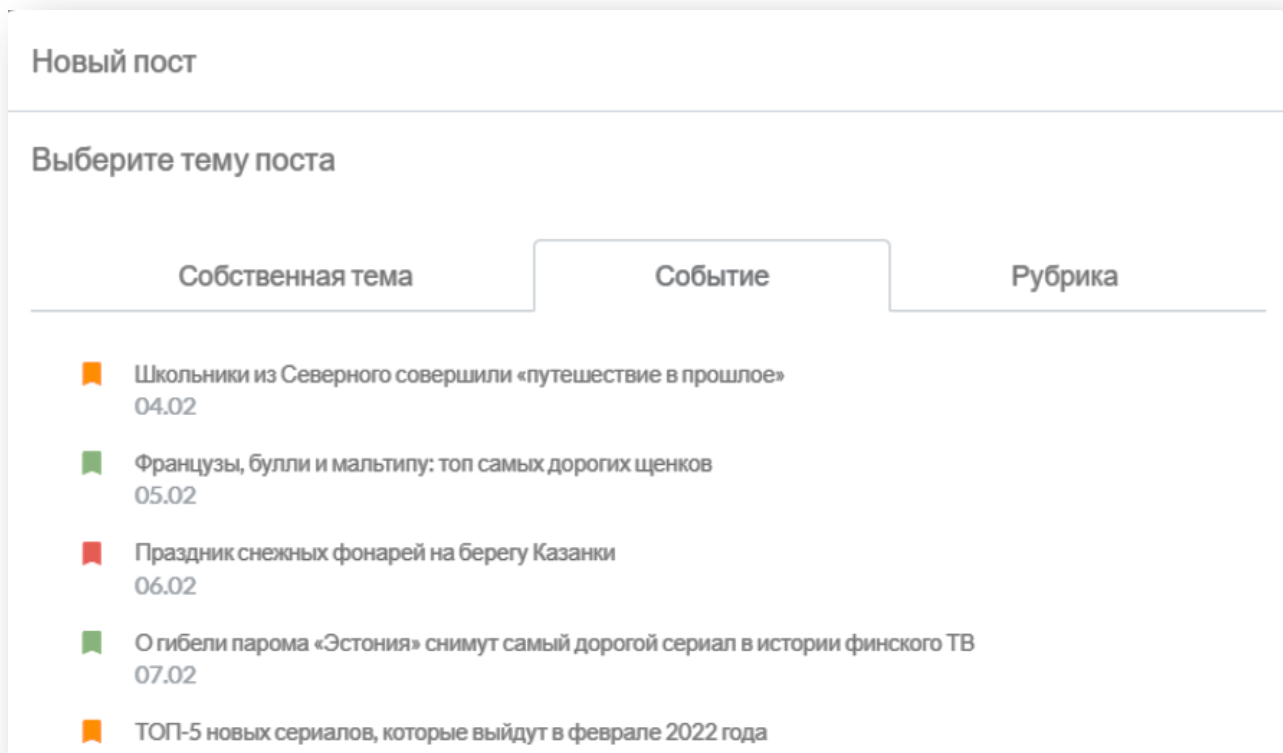 Новый пост
Выберите тему поста
Собственная тема Событие Рубрика
Школьники из Северного совершили «путешествие в прошлое»
04.02
Французы, булли и мальтипу: топ самых дорогих щенков
05.02
Праздник снежных фонарей на берегу Казанки
06.02
О гибели парома «Эстония» снимут самый дорогой сериал в истории финского ТВ
07.02
ТОП-5 новых сериалов, которые выйдут в феврале 2022 года